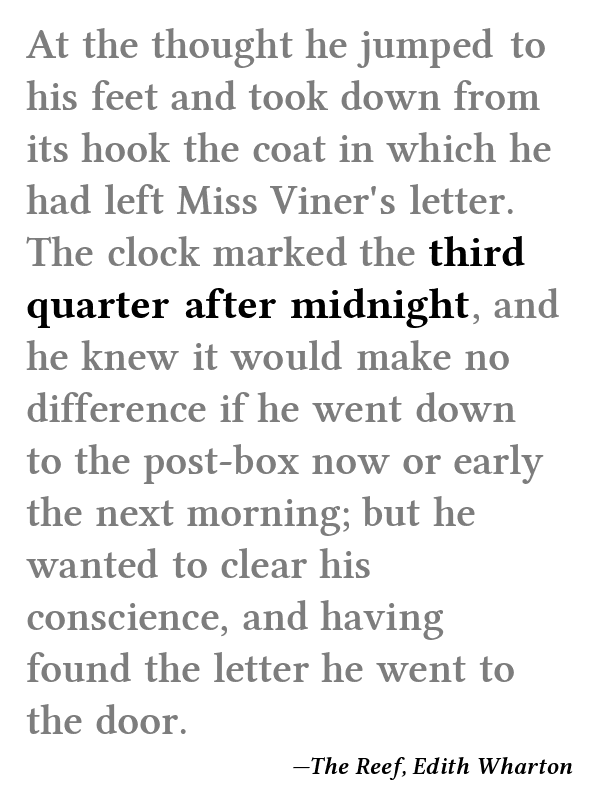 At the thought he jumped to
his feet and took down from
its hook the coat in which he
had left Miss Viner's letter.
The clock marked the third
quarter after midnight, and
he knew it would make no
difference if he went down
to the post-box now or early
the next morning; but he
wanted to clear his
conscience, and having
found the letter he went to
the door.
—The Reef, Edith Wharton